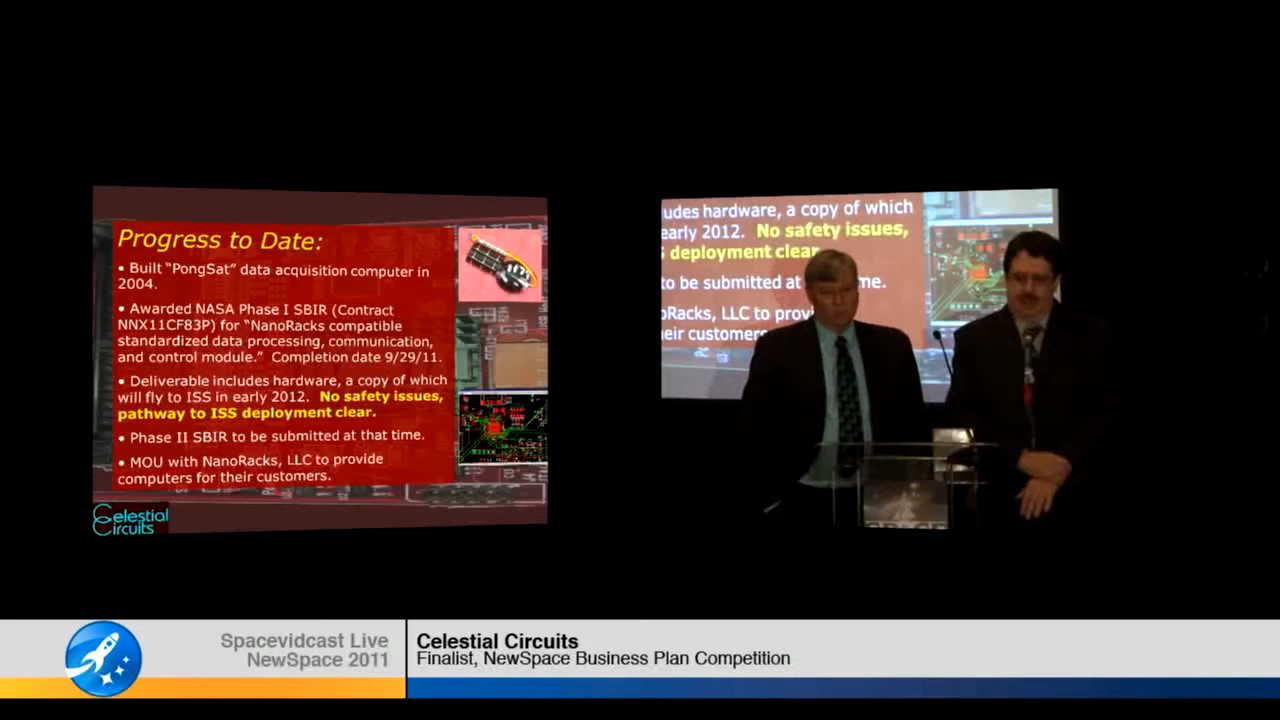 Progress to Date:
• Built “PongSat” data acquisition computer in
2004.
• Awarded NASA Phase I SBIR (Contract
NNX11CF83P) for “NanoRacks compatible
standardized data processing, communication,
and control module.” Completion date 9/29/11.
• Deliverable includes hardware, a copy of which
will fly to ISS in early 2012. No safety issues,
pathway to ISS deployment clear.
• Phase II SBIR to be submitted at that time.
• MOU with NanoRacks, LLC to provide
computers for their customers.
Celestial
Circuits
udes hardware, a copy of which
early 2012. No safety issues,
S deployment clear
to be submitted at
me.
oRacks, LLC to provi
eir customers
SPACE
Spacevidcast Live
NewSpace 2011
Celestial Circuits
Finalist, NewSpace Business Plan Competition